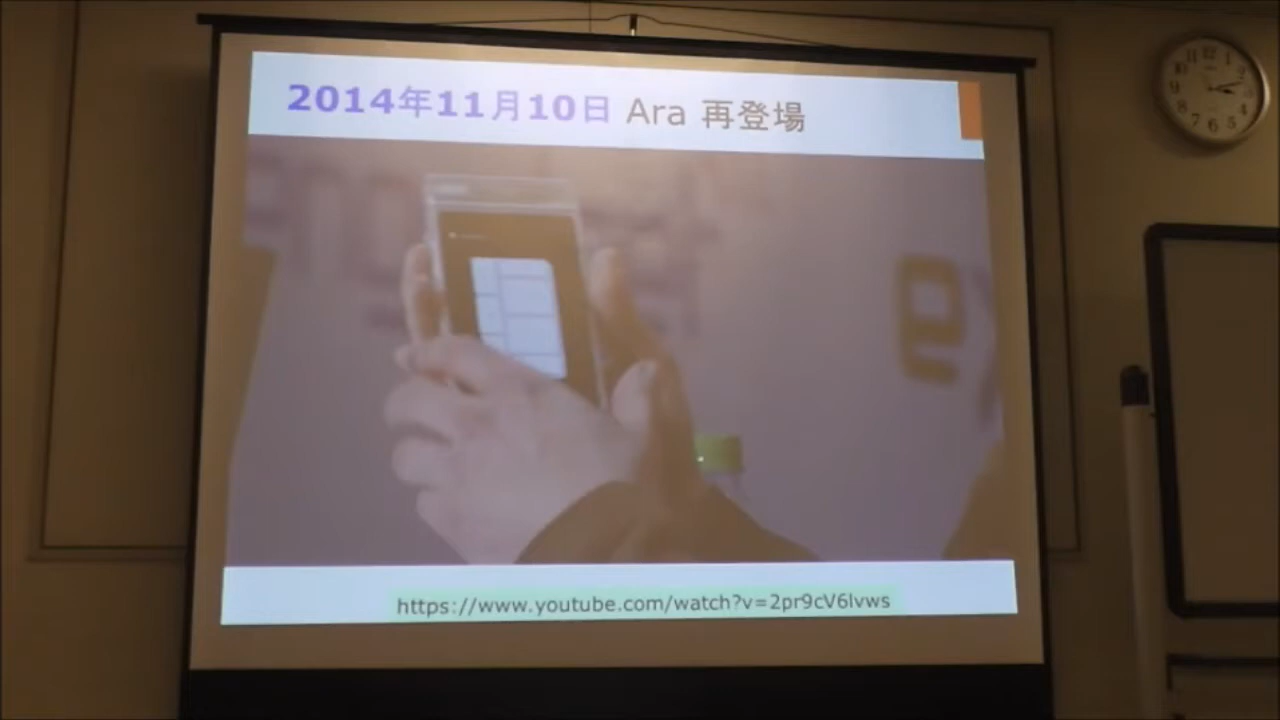 2014年11月10日 Ara 再登場
e
https://www.youtube.com/watch?v=2pr9cV6lvws